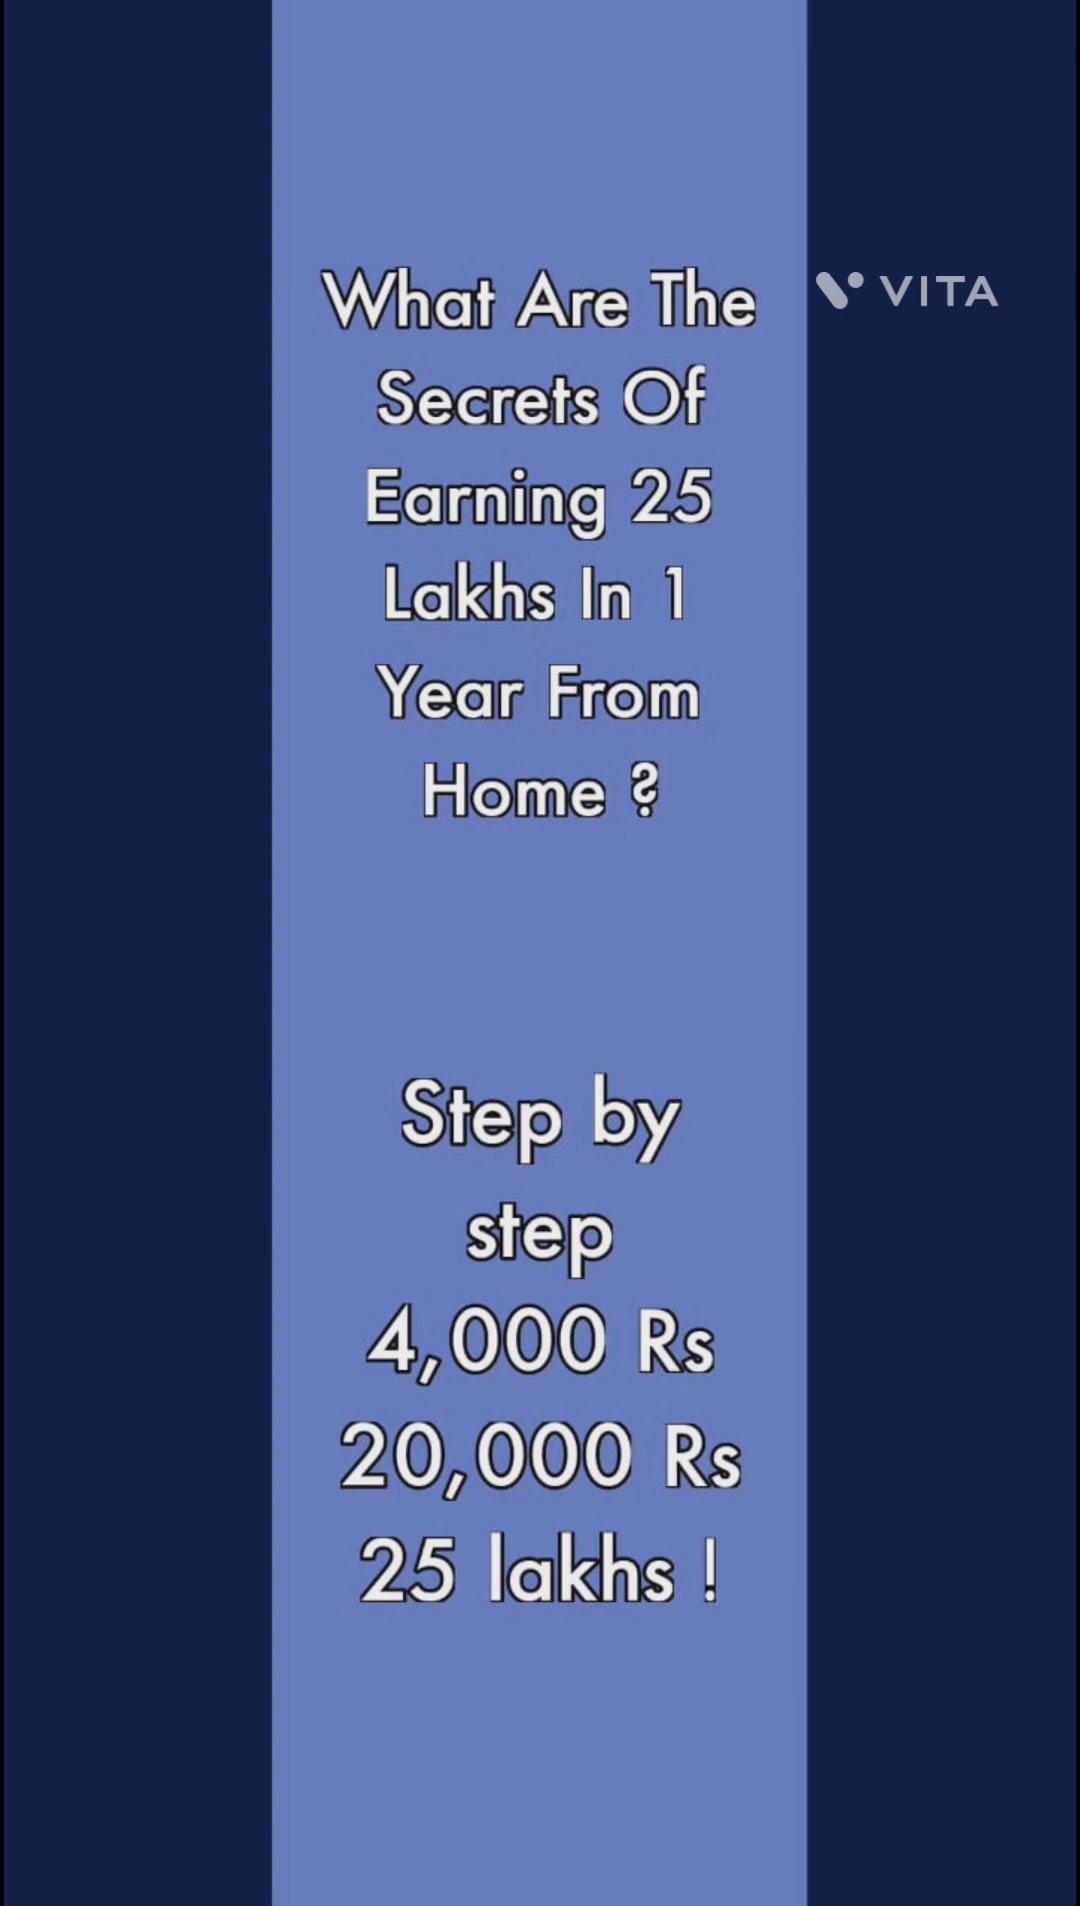 What Are The
VITA
Secrets Of
Earning 25
Lakhs In 1
Year From
Home ?
Step by
step
4,000 Rs
20,000 Rs
25 lakhs !